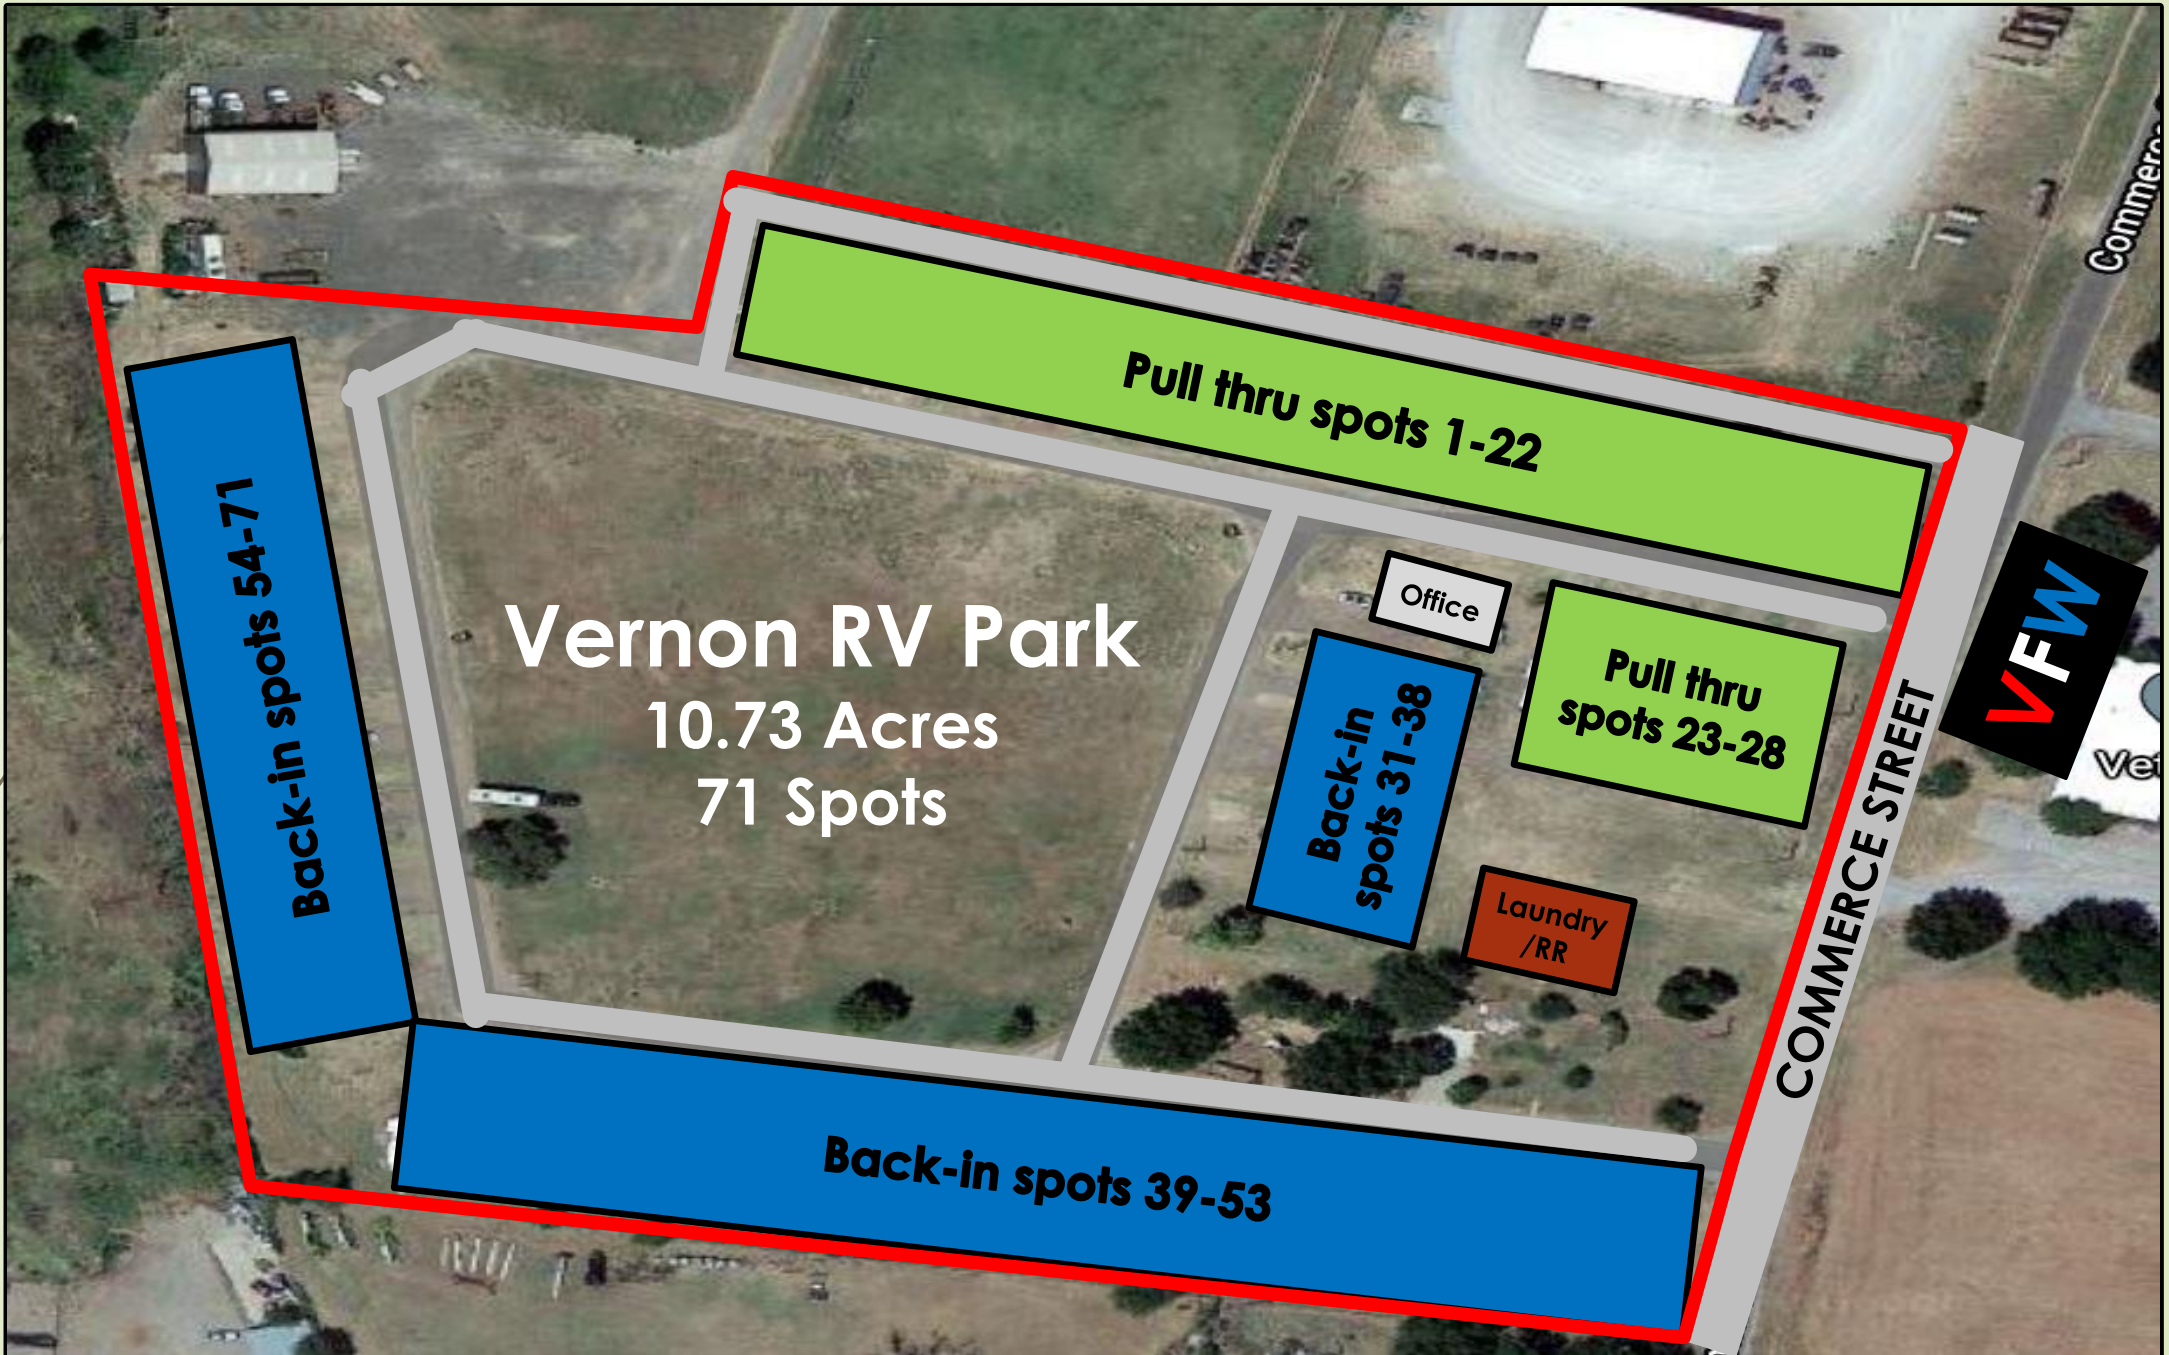 Commerc
Pull thru spots 1-22
Office
Pull thru
spots 23-28
VFW
Vet
Back-in spots 54-71
Vernon RV Park
10.73 Acres
71 Spots
Back-in
spots 31-38
Laundry
/RR
COMMERCE STREET
Back-in spots 39-53